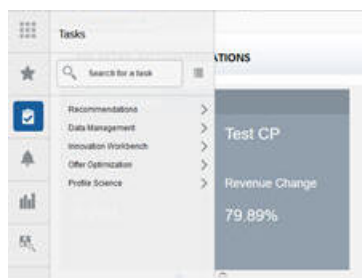 Tasks
Search for a task
ATIONS
Recommendations
Data Management
Innovation Workbench
Offer Optimization
Profile Science
Test CP
Revenue Change
79.89%